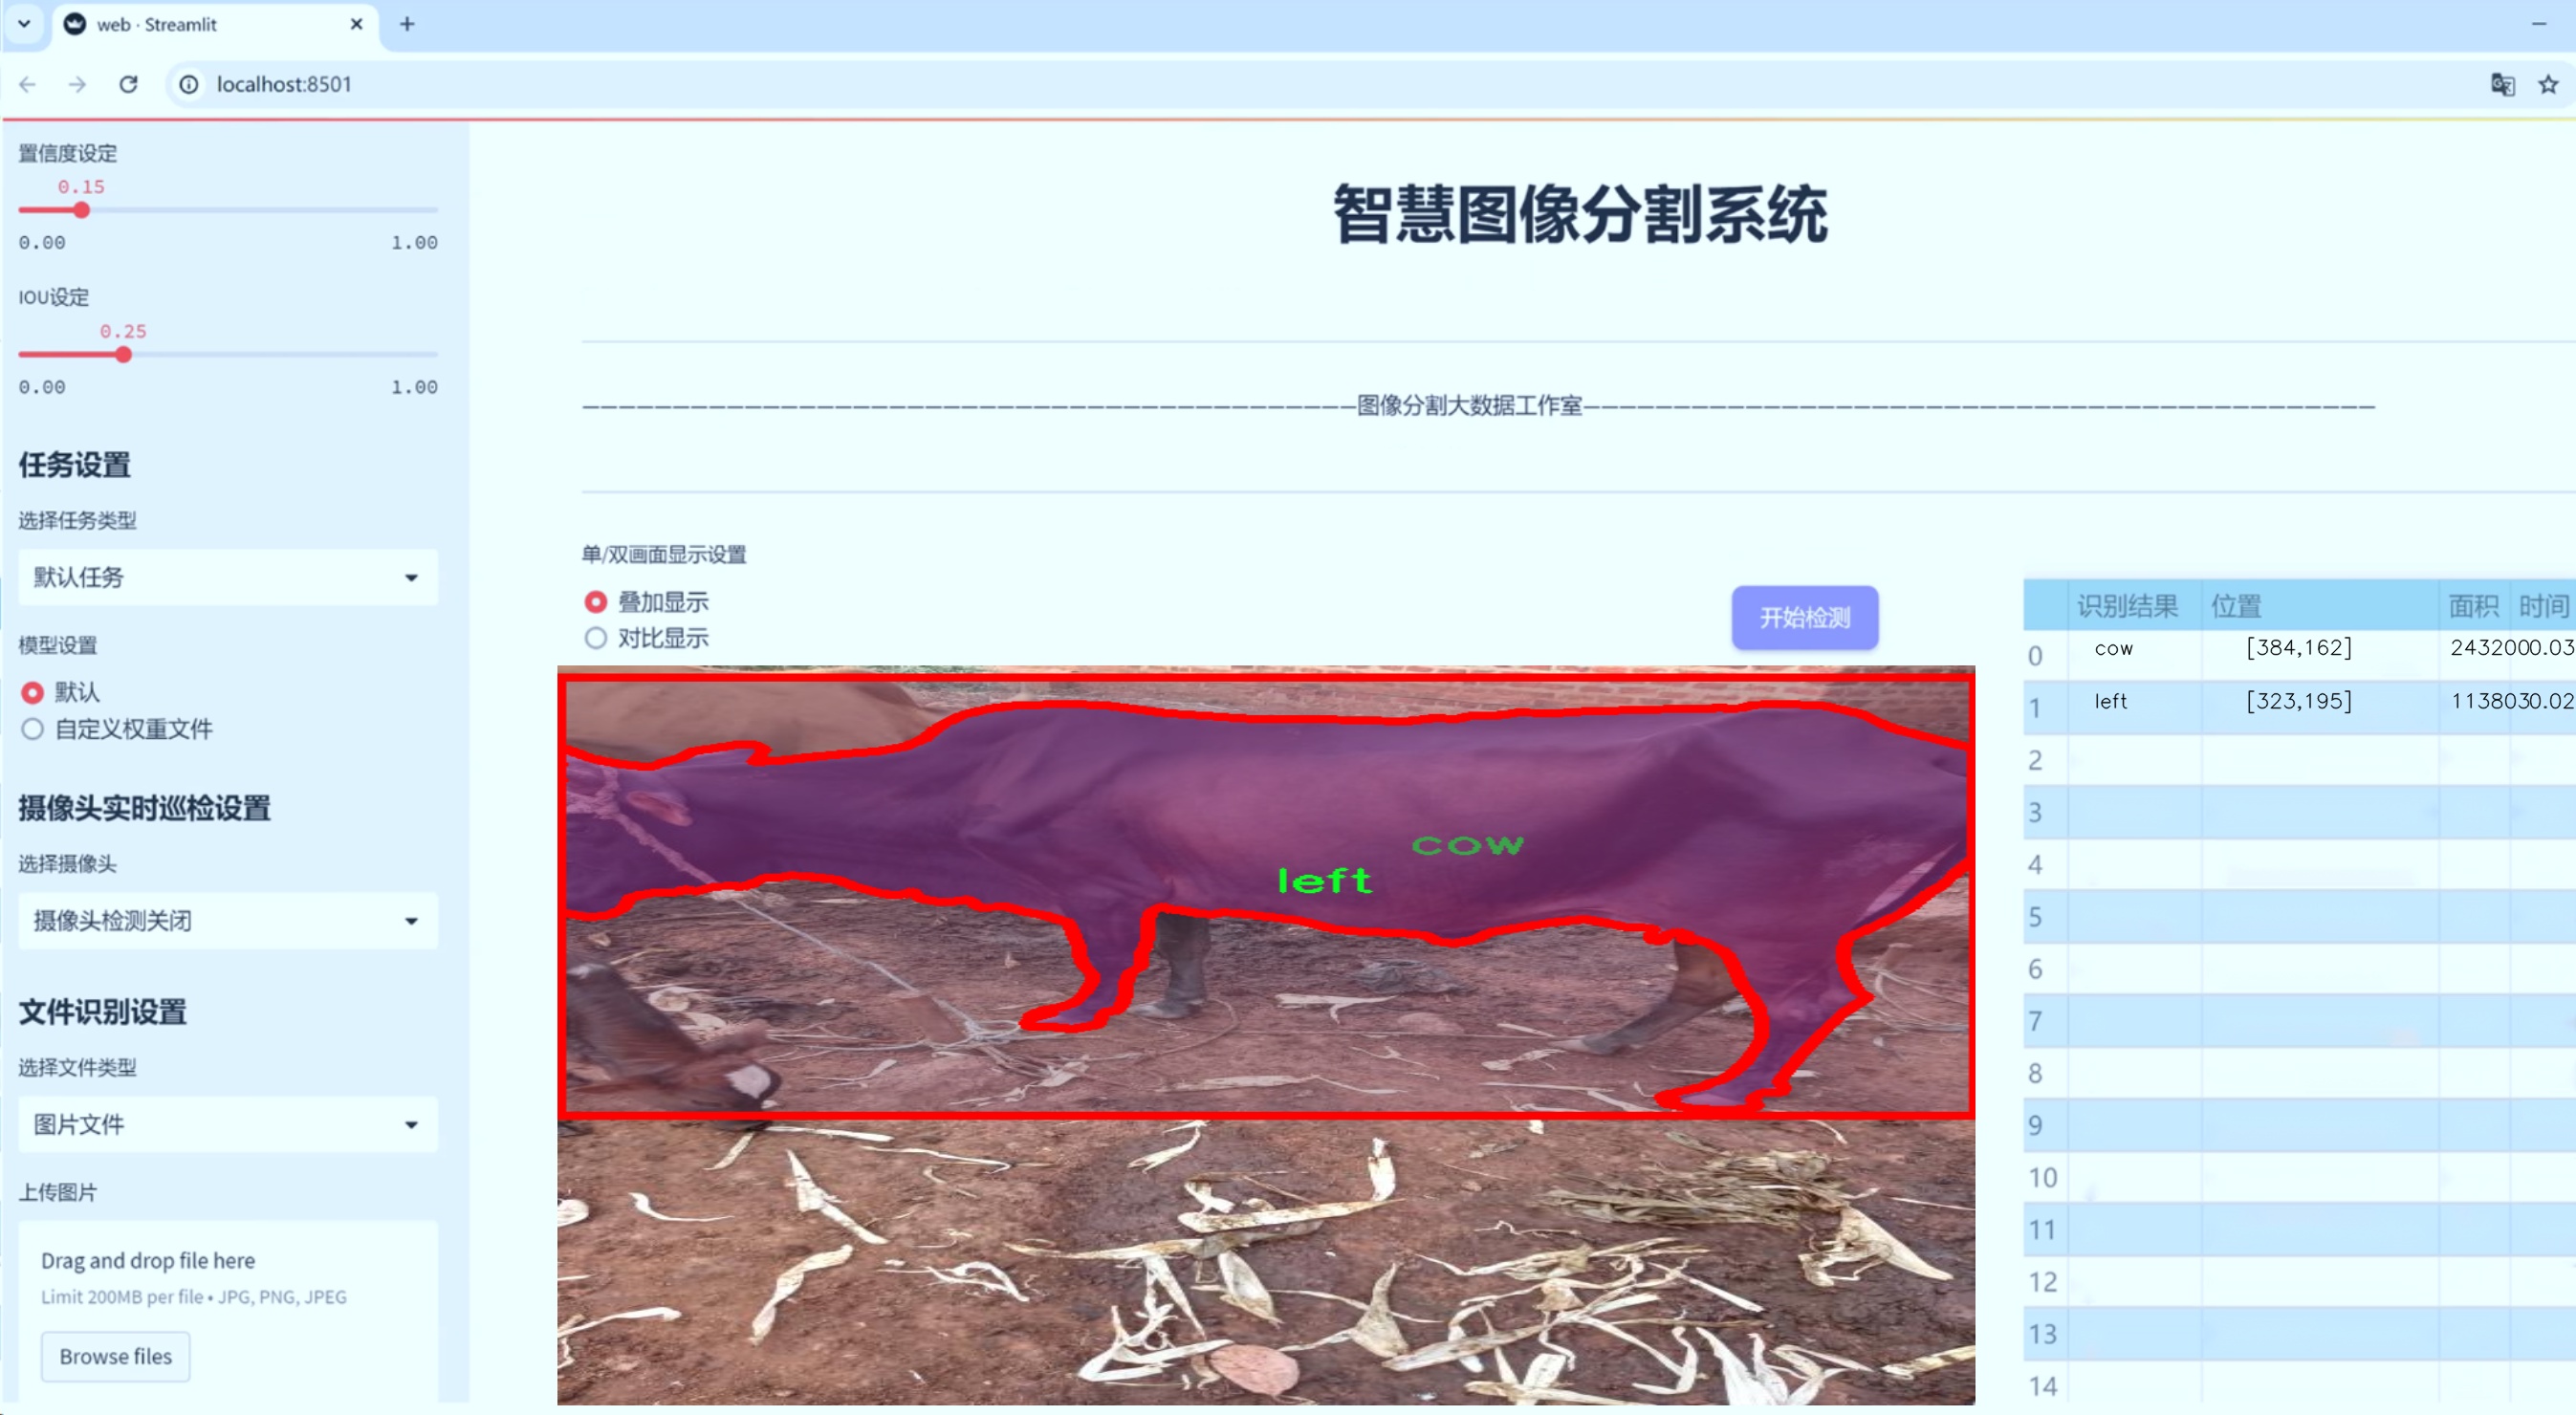 web · Streamlit
localhost:8501
置信度设定
0.15
0.00 1.00
IOU设定
0.25
0.00 1.00
任务设置
选择任务类型
默认任务
模型设置
默认
自定义权重文件
摄像头实时巡检设置
选择摄像头
摄像头检测关闭
文件识别设置
选择文件类型
图片文件
上传图片
Drag and drop file here
Limit 200MB per file • JPG, PNG, JPEG
Browse files
智慧图像分割系统
图像分割大数据工作室
单/双画面显示设置
叠加显示
对比显示
开始检测
cow
left
识别结果 位置 面积 时间
0 cow [384,162] 2432000.03
1 left [323,195] 1138030.02
2
3
4
5
6
7
8
9
10
11
12
13
14